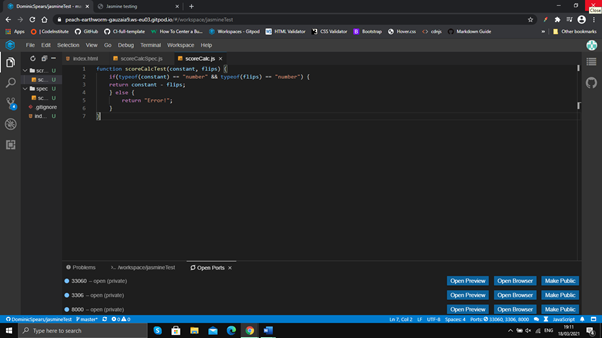 DominicSpears/jasmineTest
Jasmine testing
Close
peach-earthworm-gauzaia9.ws-eu03.gitpod.io/#/workspace/jasmineTest
Apps
CodeInstitute
GitHub
CI-full-template
How To Center a Bu...
Workspaces - Gitpod
HTML Validator
CSS Validator
Bootstrap
Hover.css
cdnjs
Markdown Guide
Other bookmarks
File Edit Selection View Go Debug Terminal Workspace Help
index.html
scoreCalcSpec.js
scoreCalc.js
scr... U
sc... U
spec
sc... U
.gitignore
ind... U
1 function scoreCalcTest(constant, flips) {
2 if(typeof(constant) == "number" && typeof(flips) == "number") {
3 return constant - flips;
4 } else {
5 return "Error!";
6 }
7 }
Problems
/workspace/jasmineTest
Open Ports
33060 – open (private) Open Preview Open Browser Make Public
3306 – open (private) Open Preview Open Browser Make Public
8000 – open (private) Open Preview Open Browser Make Public
DominicSpears/jasmineTest master* 0 0 Ln 7, Col 2 LF UTF-8 Spaces: 4 Ports: 33060, 3306, 8000 JavaScript
Type here to search
ENG
19:11
18/03/2021